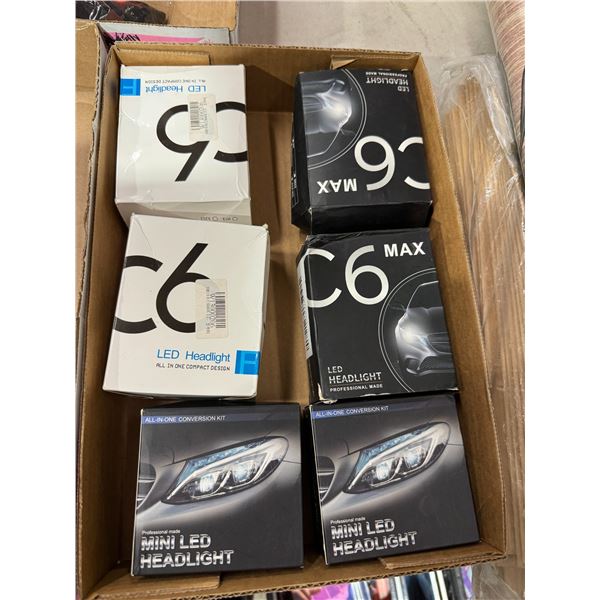 LED Headlight
ALL IN ONE COMPACT DESIGN
C6
LED
HEADLIGHT
PROFESSIONAL MADE
C6
MAX
C6
LED Headlight
ALL IN ONE COMPACT DESIGN
C6 MAX
LED
HEADLIGHT
PROFESSIONAL MADE
ALL-IN-ONE CONVERSION KIT
Professional made
MINI LED
HEADLIGHT
ALL-IN-ONE CONVERSION KIT
Professional made
MINI LED
HEADLIGHT